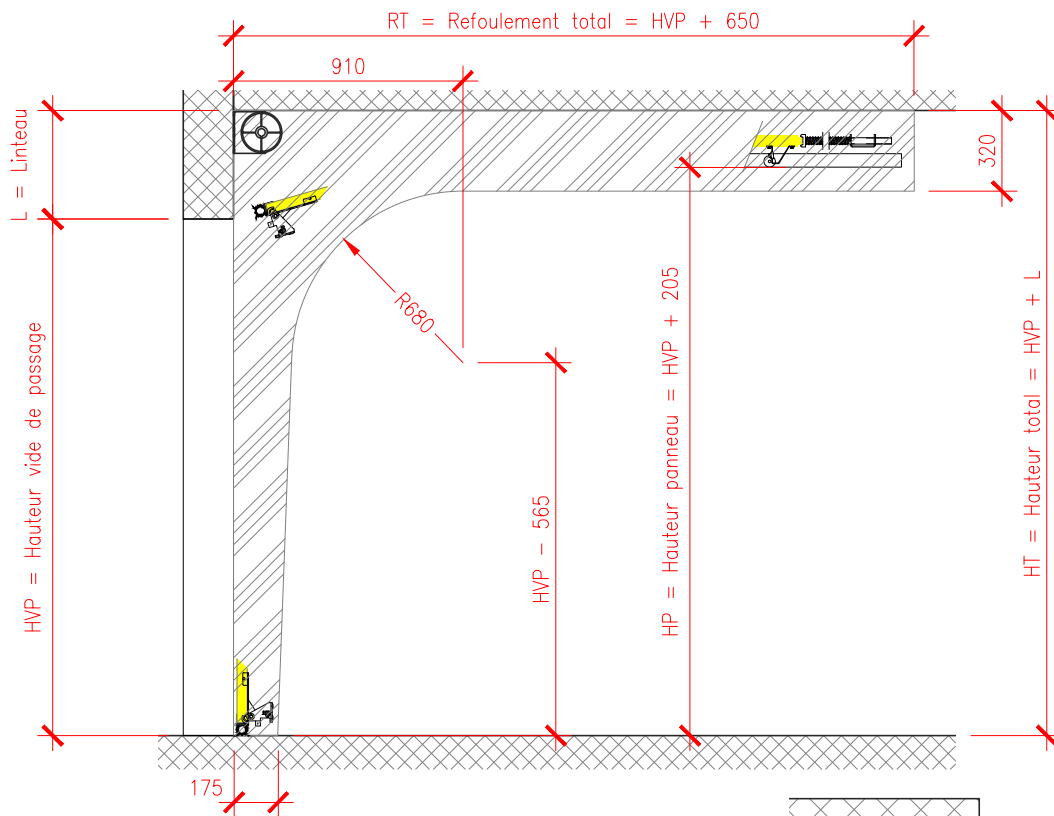 RT = Refoulement total = HVP + 650
910
L = Linteau
320
R680
HVP = Hauteur vide de passage
HVP - 565
HP = Hauteur panneau = HVP + 205
HT = Hauteur total = HVP + L
175